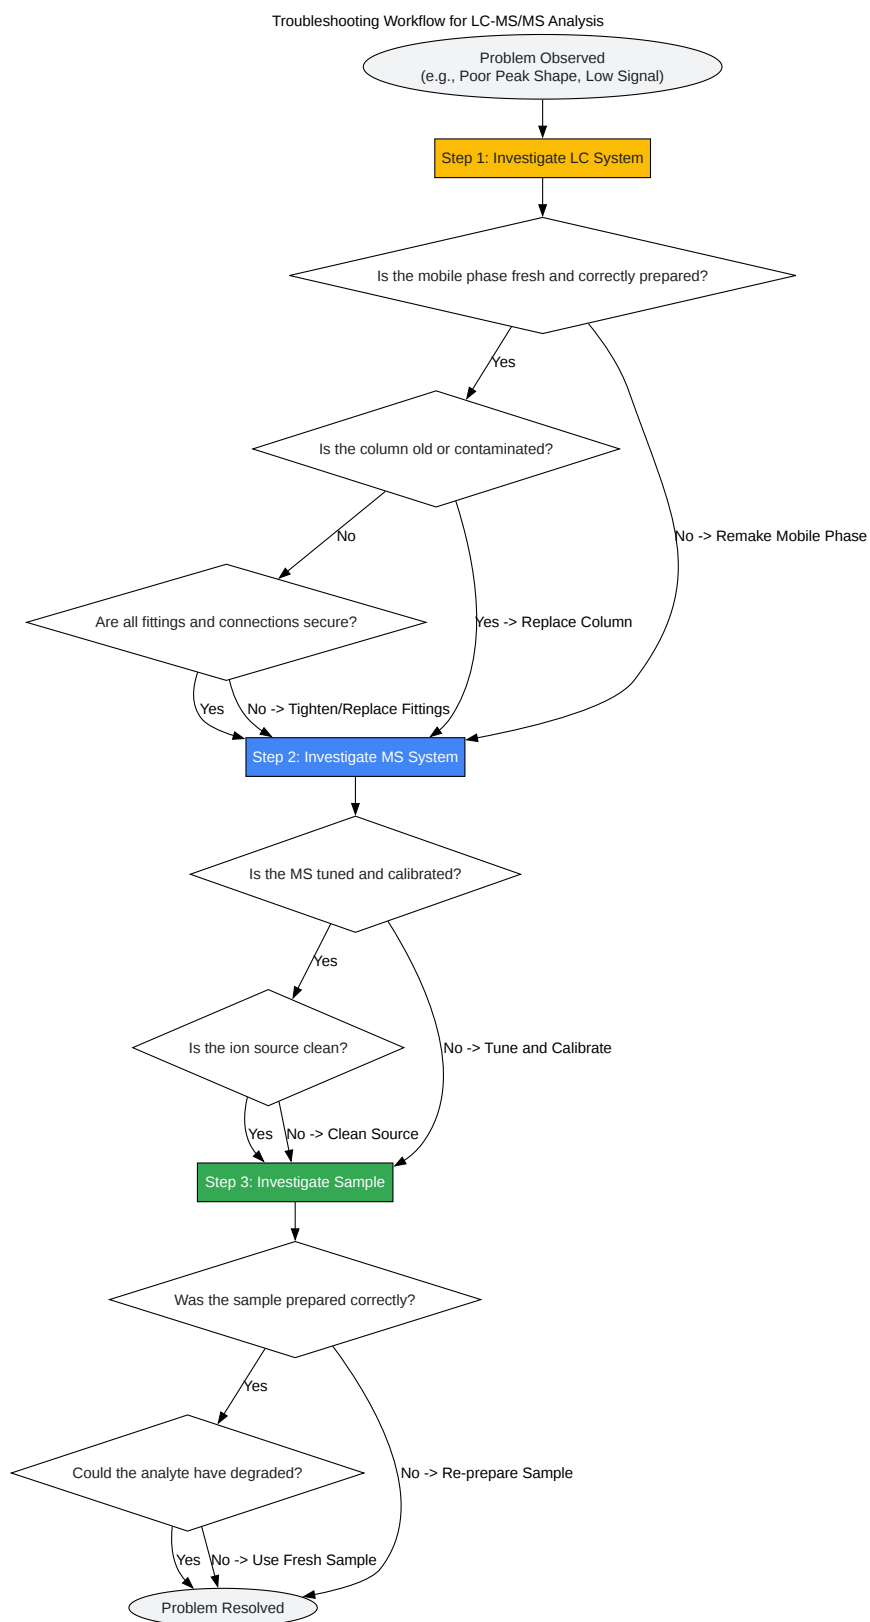 Troubleshooting Workflow for LC-MS/MS Analysis
Problem Observed
(e.g., Poor Peak Shape, Low Signal)
Step 1: Investigate LC System
Is the mobile phase fresh and correctly prepared?
Yes
Is the column old or contaminated?
No
No -> Remake Mobile Phase
Are all fittings and connections secure?
Yes -> Replace Column
Yes
No -> Tighten/Replace Fittings
Step 2: Investigate MS System
Is the MS tuned and calibrated?
Yes
Is the ion source clean?
No -> Tune and Calibrate
Yes
No -> Clean Source
Step 3: Investigate Sample
Was the sample prepared correctly?
Yes
Could the analyte have degraded?
No -> Re-prepare Sample
Yes
No -> Use Fresh Sample
Problem Resolved